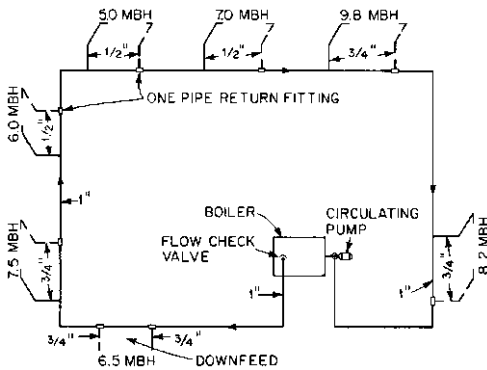 5.0 MBH
7.0 MBH
9.8 MBH
1/2"
1/2"
3/4"
ONE PIPE RETURN FITTING
6.0 MBH
1/2"
1"
BOILER
CIRCULATING
PUMP
FLOW CHECK
VALVE
7.5 MBH
3/4"
1"
8.2 MBH
3/4"
1"
3/4"
3/4"
6.5 MBH
DOWNFEED